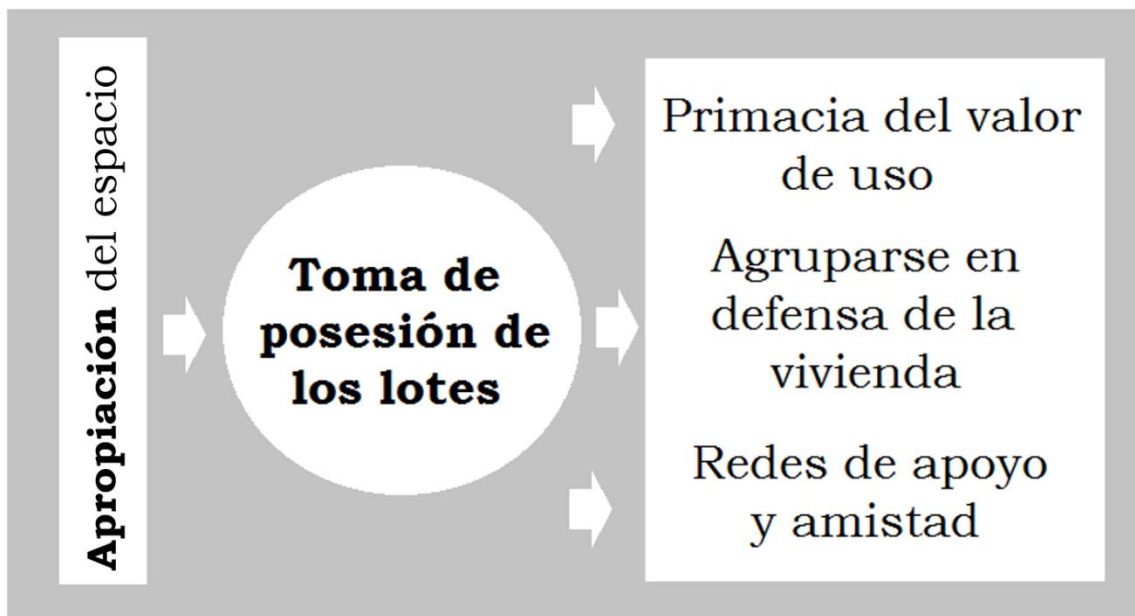 Apropiación del espacio
Toma de
posesión de
los lotes
Primacia del valor
de uso
Agruparse en
defensa de la
vivienda
Redes de apoyo
y amistad